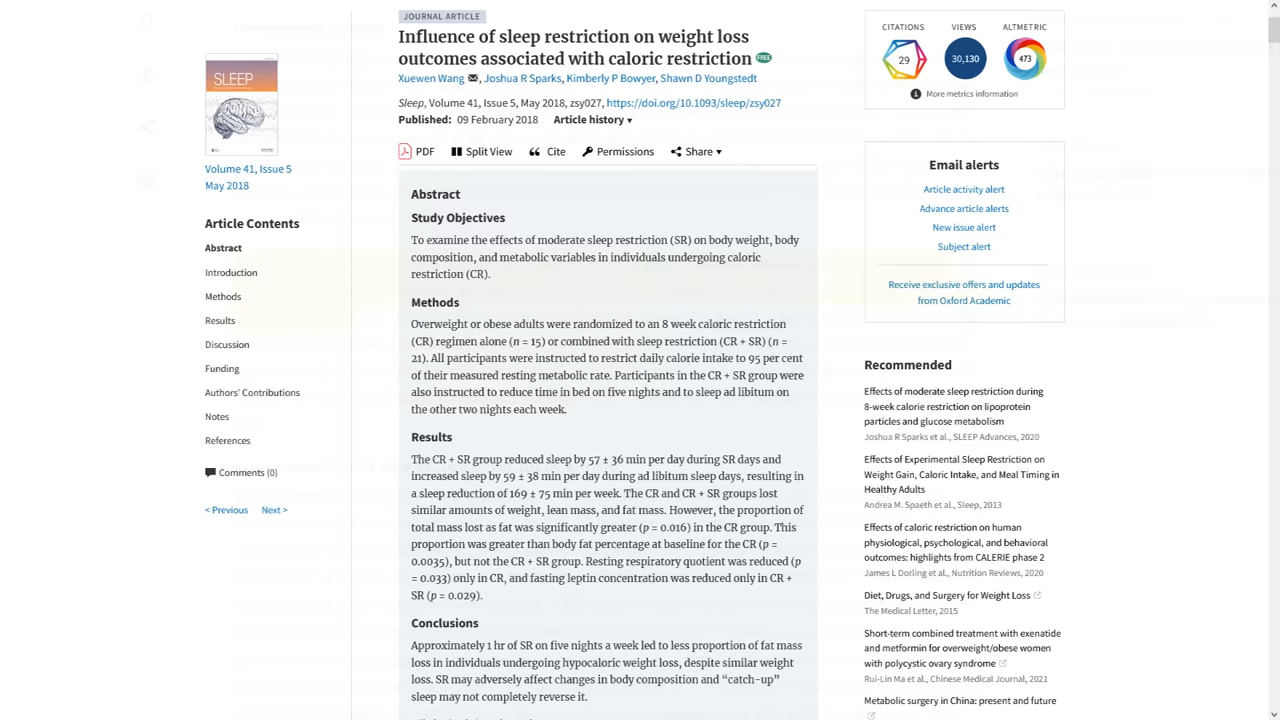 JOURNAL ARTICLE
Influence of sleep restriction on weight loss
outcomes associated with caloric restriction FREE
Xuewen Wang, Joshua R Sparks, Kimberly P Bowyer, Shawn D Youngstedt
Sleep, Volume 41, Issue 5, May 2018, zsy027, https://doi.org/10.1093/sleep/zsy027
Published: 09 February 2018 Article history
PDF Split View Cite Permissions Share
SLEEP
Volume 41, Issue 5
May 2018
Article Contents
Abstract
Introduction
Methods
Results
Discussion
Funding
Authors' Contributions
Notes
References
Comments (0)
< Previous Next >
Abstract
Study Objectives
To examine the effects of moderate sleep restriction (SR) on body weight, body
composition, and metabolic variables in individuals undergoing caloric
restriction (CR).
Methods
Overweight or obese adults were randomized to an 8 week caloric restriction
(CR) regimen alone (n = 15) or combined with sleep restriction (CR + SR) (n =
21). All participants were instructed to restrict daily calorie intake to 95 per cent
of their measured resting metabolic rate. Participants in the CR + SR group were
also instructed to reduce time in bed on five nights and to sleep ad libitum on
the other two nights each week.
Results
The CR + SR group reduced sleep by 57 ± 36 min per day during SR days and
increased sleep by 59 ± 38 min per day during ad libitum sleep days, resulting in
a sleep reduction of 169 ± 75 min per week. The CR and CR + SR groups lost
similar amounts of weight, lean mass, and fat mass. However, the proportion of
total mass lost as fat was significantly greater (p = 0.016) in the CR group. This
proportion was greater than body fat percentage at baseline for the CR (p =
0.0035), but not the CR + SR group. Resting respiratory quotient was reduced (p
= 0.033) only in CR, and fasting leptin concentration was reduced only in CR +
SR (p = 0.029).
Conclusions
Approximately 1 hr of SR on five nights a week led to less proportion of fat mass
loss in individuals undergoing hypocaloric weight loss, despite similar weight
loss. SR may adversely affect changes in body composition and “catch-up”
sleep may not completely reverse it.
CITATIONS VIEWS ALTMETRIC
29 30,130 473
More metrics information
Email alerts
Article activity alert
Advance article alerts
New issue alert
Subject alert
Receive exclusive offers and updates
from Oxford Academic
Recommended
Effects of moderate sleep restriction during
8-week calorie restriction on lipoprotein
particles and glucose metabolism
Joshua R Sparks et al., SLEEP Advances, 2020
Effects of Experimental Sleep Restriction on
Weight Gain, Caloric Intake, and Meal Timing in
Healthy Adults
Andrea M. Spaeth et al., Sleep, 2013
Effects of caloric restriction on human
physiological, psychological, and behavioral
outcomes: highlights from CALERIE phase 2
James L Dorling et al., Nutrition Reviews, 2020
Diet, Drugs, and Surgery for Weight Loss
The Medical Letter, 2015
Short-term combined treatment with exenatide
and metformin for overweight/obese women
with polycystic ovary syndrome
Rui-Lin Ma et al., Chinese Medical Journal, 2021
Metabolic surgery in China: present and future